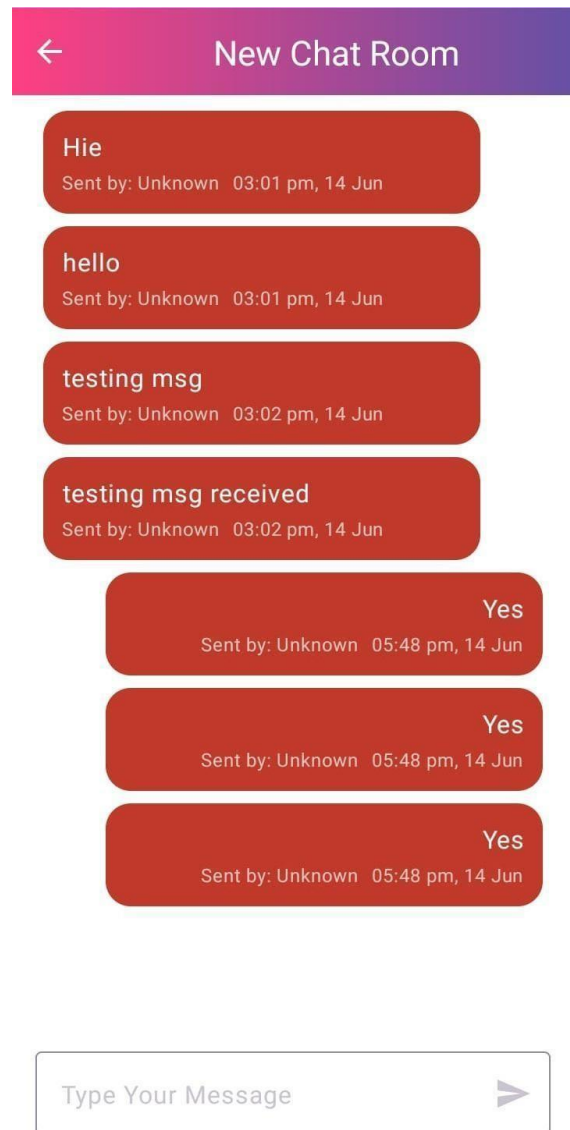 New Chat Room
Hie
Sent by: Unknown 03:01 pm, 14 Jun
hello
Sent by: Unknown 03:01 pm, 14 Jun
testing msg
Sent by: Unknown 03:02 pm, 14 Jun
testing msg received
Sent by: Unknown 03:02 pm, 14 Jun
Yes
Sent by: Unknown 05:48 pm, 14 Jun
Yes
Sent by: Unknown 05:48 pm, 14 Jun
Yes
Sent by: Unknown 05:48 pm, 14 Jun
Type Your Message